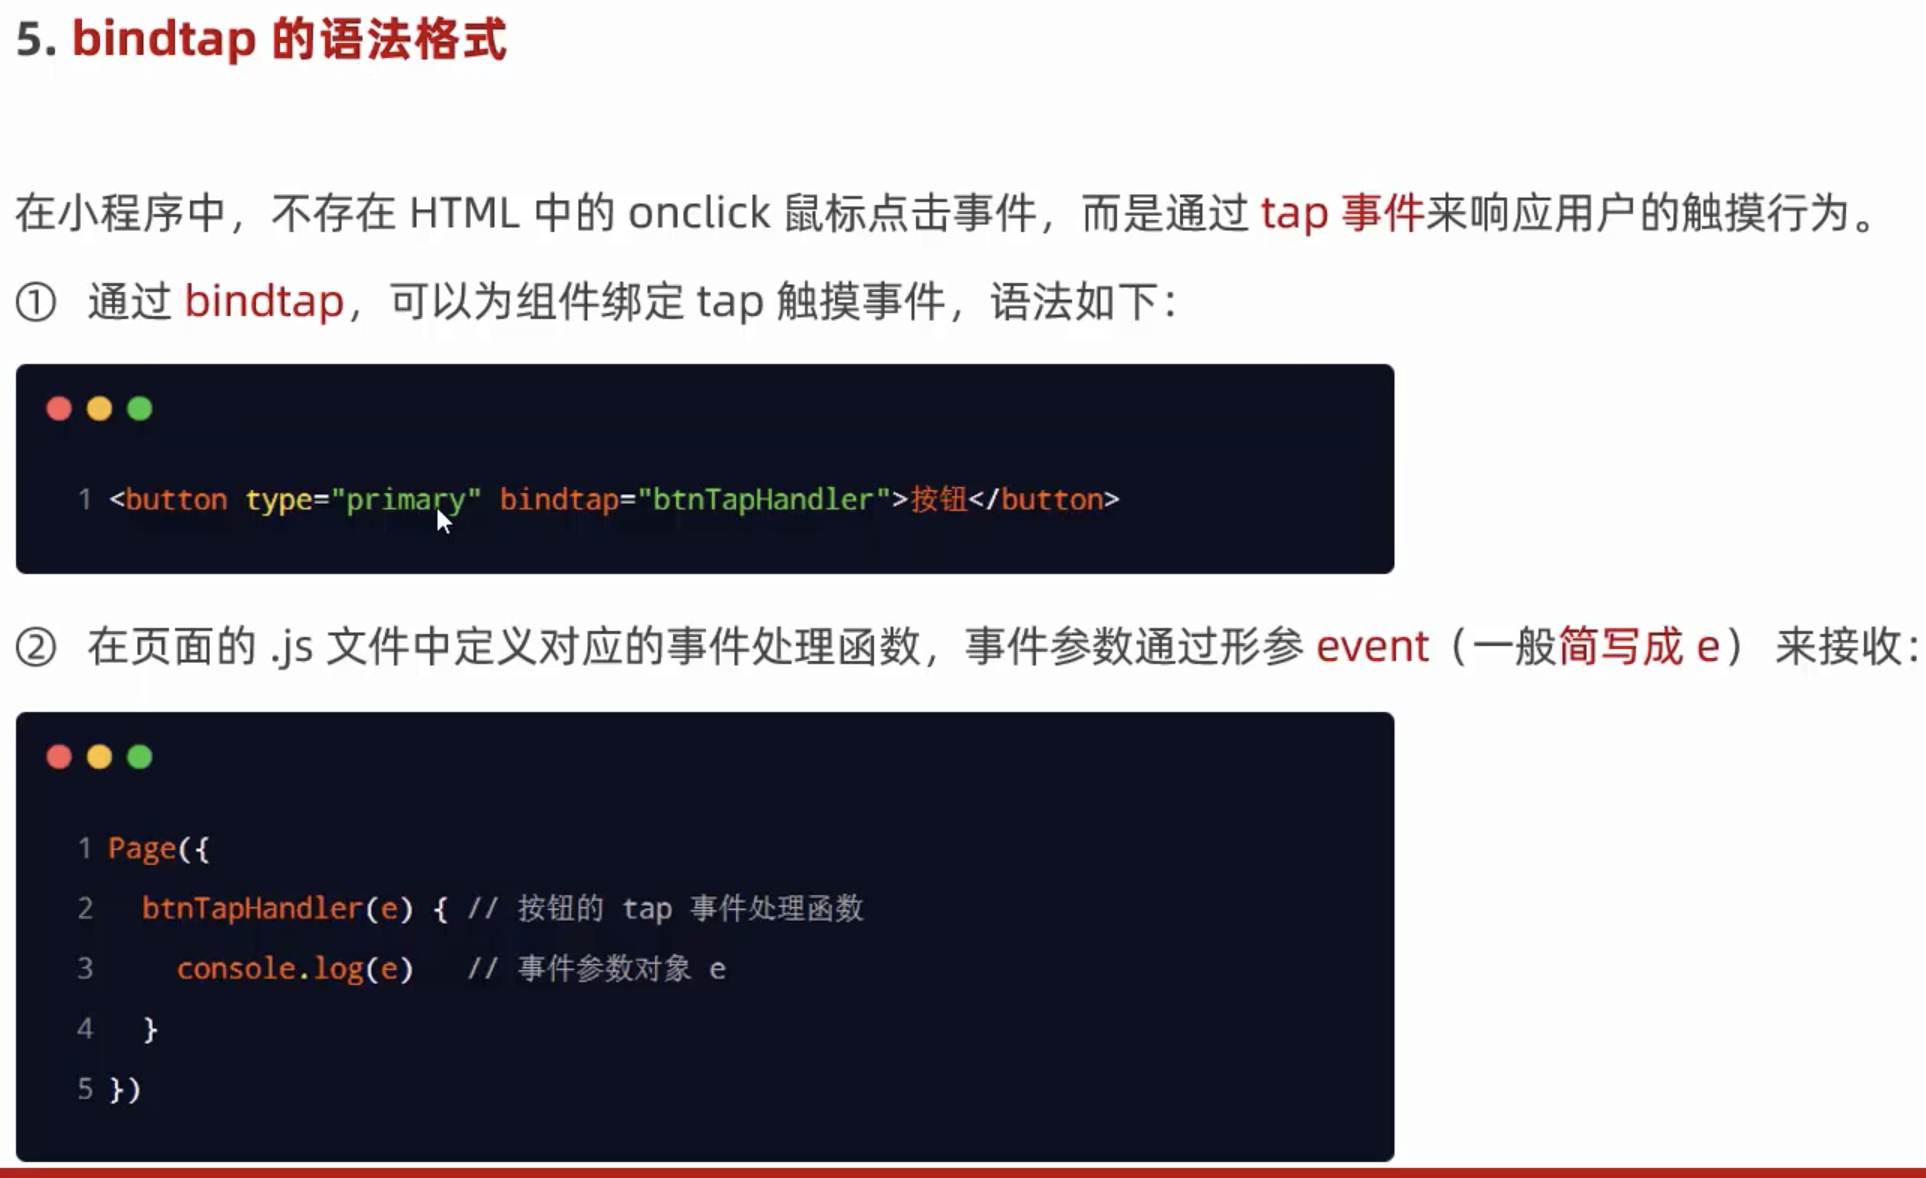 5. bindtap 的语法格式
在小程序中，不存在 HTML 中的 onclick 鼠标点击事件，而是通过 tap 事件来响应用户的触摸行为。
① 通过 bindtap，可以为组件绑定 tap 触摸事件，语法如下：
1 <button type="primary" bindtap="btnTapHandler">按钮</button>
② 在页面的 .js 文件中定义对应的事件处理函数，事件参数通过形参 event（一般简写成 e） 来接收：
1 Page({
2   btnTapHandler(e) { // 按钮的 tap 事件处理函数
3     console.log(e)   // 事件参数对象 e
4   }
5 })